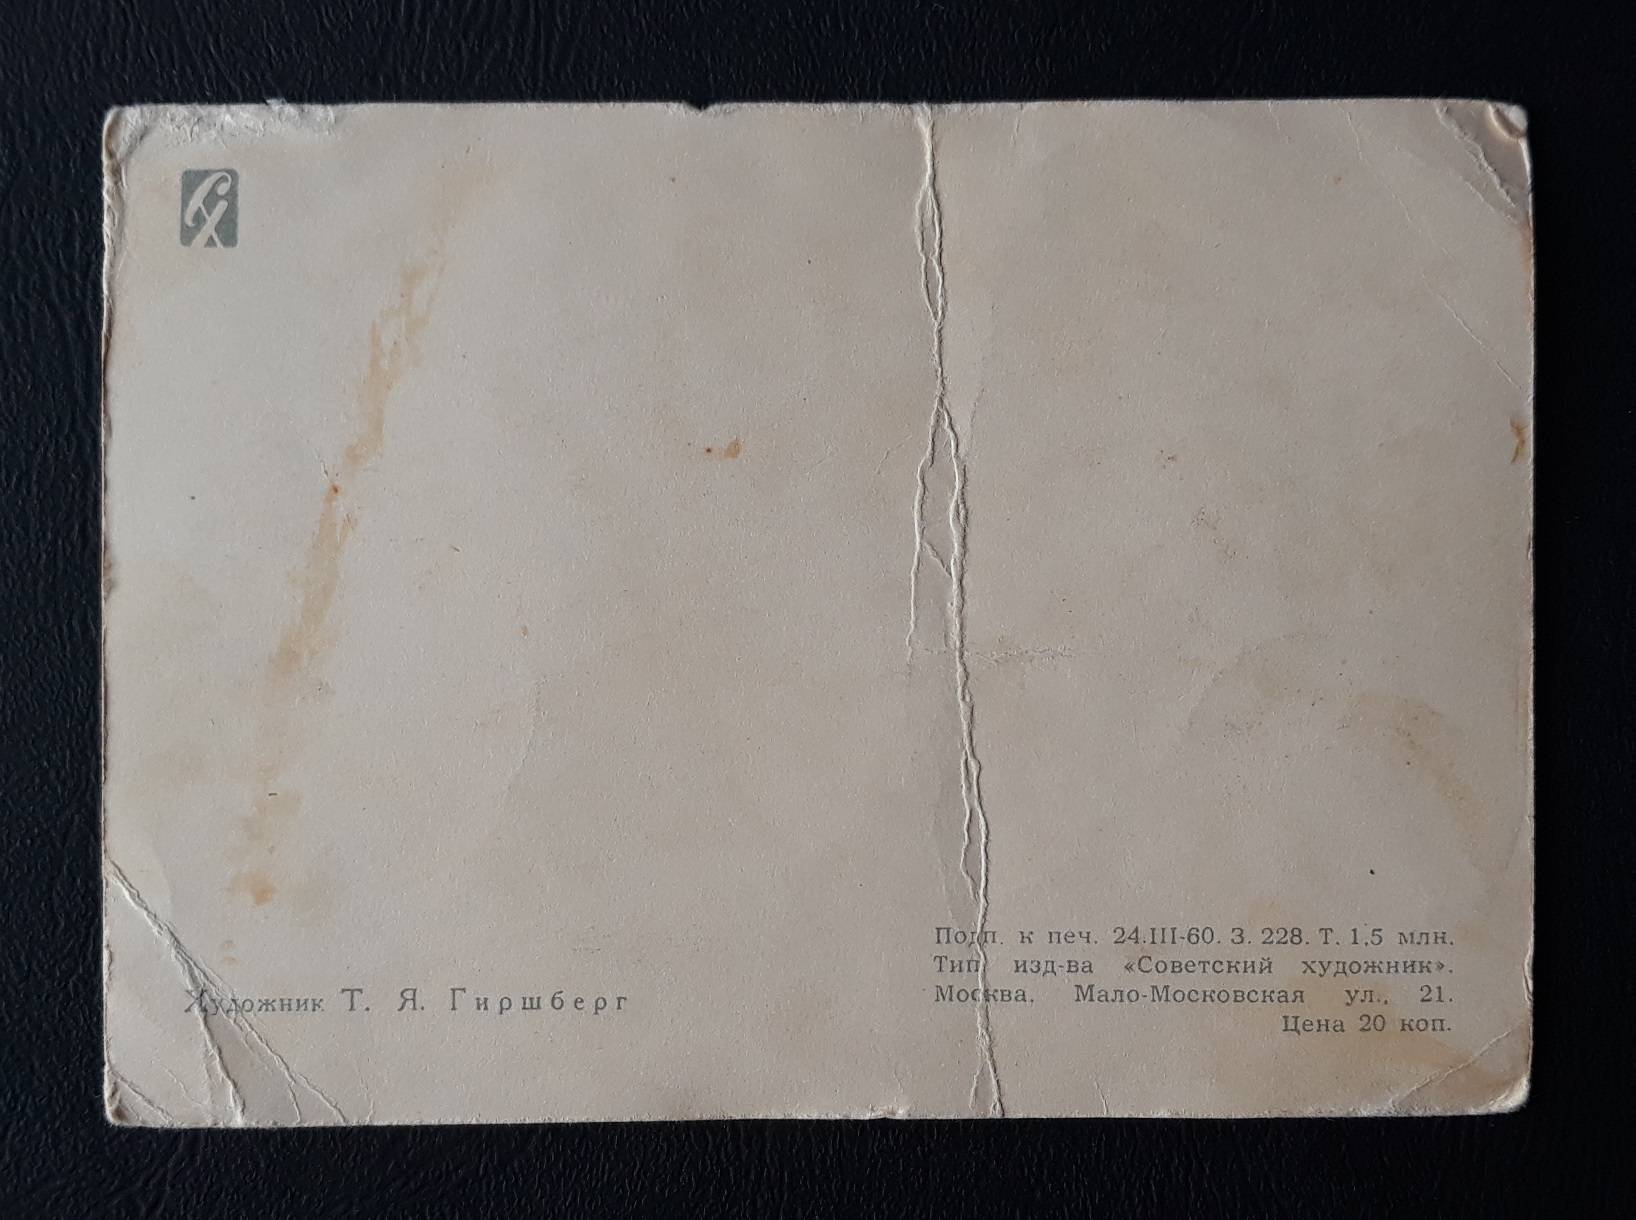 СХ
Художник Т. Я. Гиршберг
Подп. к печ. 24.III-60. З. 228. Т. 1,5 млн.
Тип. изд-ва «Советский художник».
Москва, Мало-Московская ул., 21.
Цена 20 коп.